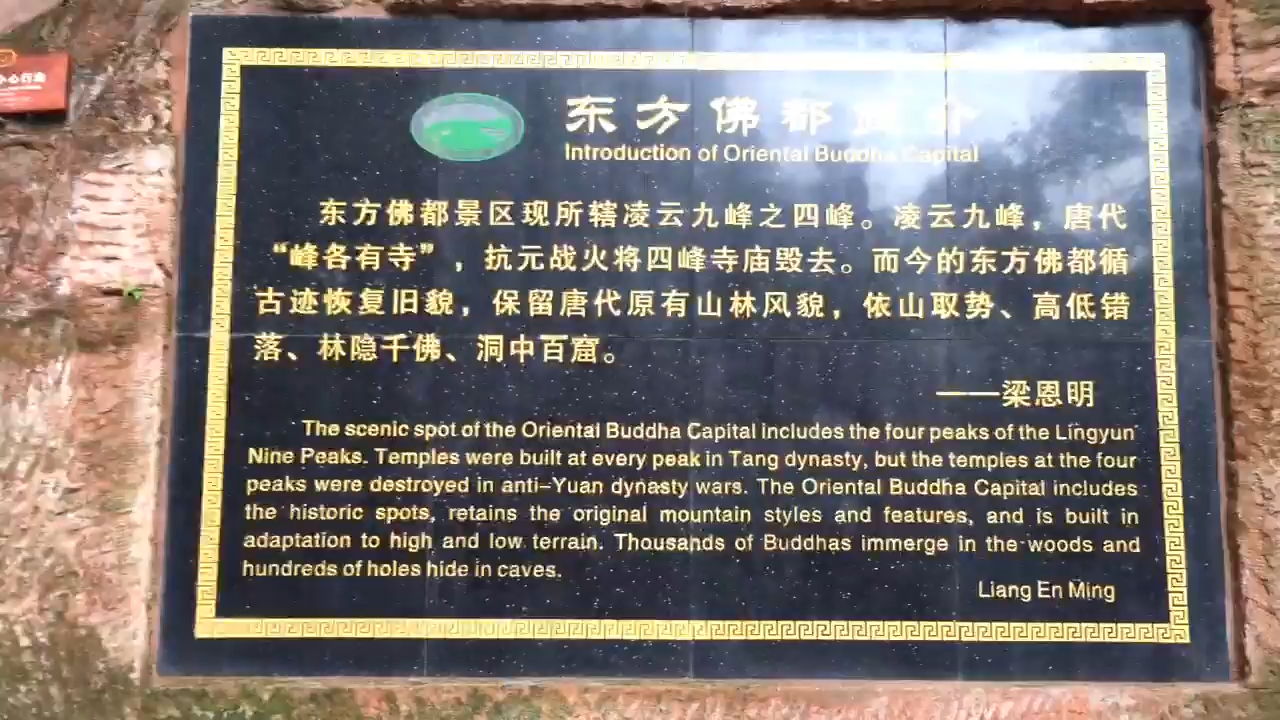 小心行走
东方佛都简介
Introduction of Oriental Buddha Capital
东方佛都景区现所辖凌云九峰之四峰。凌云九峰，唐代
“峰各有寺”，抗元战火将四峰寺庙毁去。而今的东方佛都循
古迹恢复旧貌，保留唐代原有山林风貌，依山取势、高低错
落、林隐千佛、洞中百窟。
——梁恩明
The scenic spot of the Oriental Buddha Capital includes the four peaks of the Lingyun
Nine Peaks. Temples were built at every peak in Tang dynasty, but the temples at the four
peaks were destroyed in anti-Yuan dynasty wars. The Oriental Buddha Capital includes
the historic spots, retains the original mountain styles and features, and is built in
adaptation to high and low terrain. Thousands of Buddhas immerge in the woods and
hundreds of holes hide in caves.
Liang En Ming